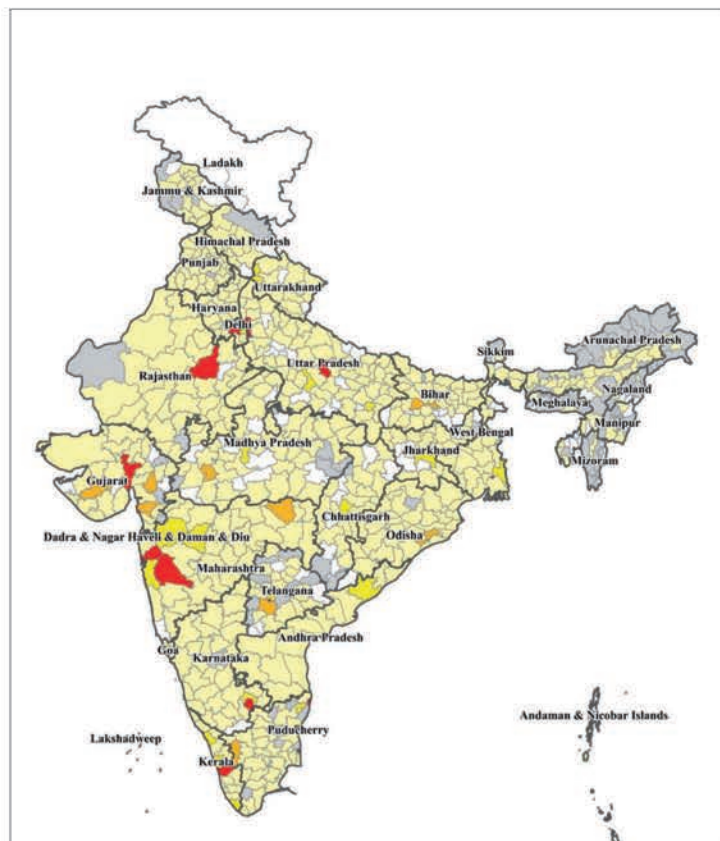 Ladakh
Jammu & Kashmir
Himachal Pradesh
Punjab
Uttarakhand
Haryana
Delhi
Arunachal Pradesh
Sikkim
Rajasthan
Uttar Pradesh
Nagaland
Bihar
Meghalaya
Manipur
West Bengal
Madhya Pradesh
Jharkhand
Mizoram
Gujarat
Chhattisgarh
Odisha
Dadra & Nagar Haveli & Daman & Diu
Maharashtra
Telangana
Andhra Pradesh
Goa
Karnataka
Andaman & Nicobar Islands
Puducherry
Lakshadweep
Kerala